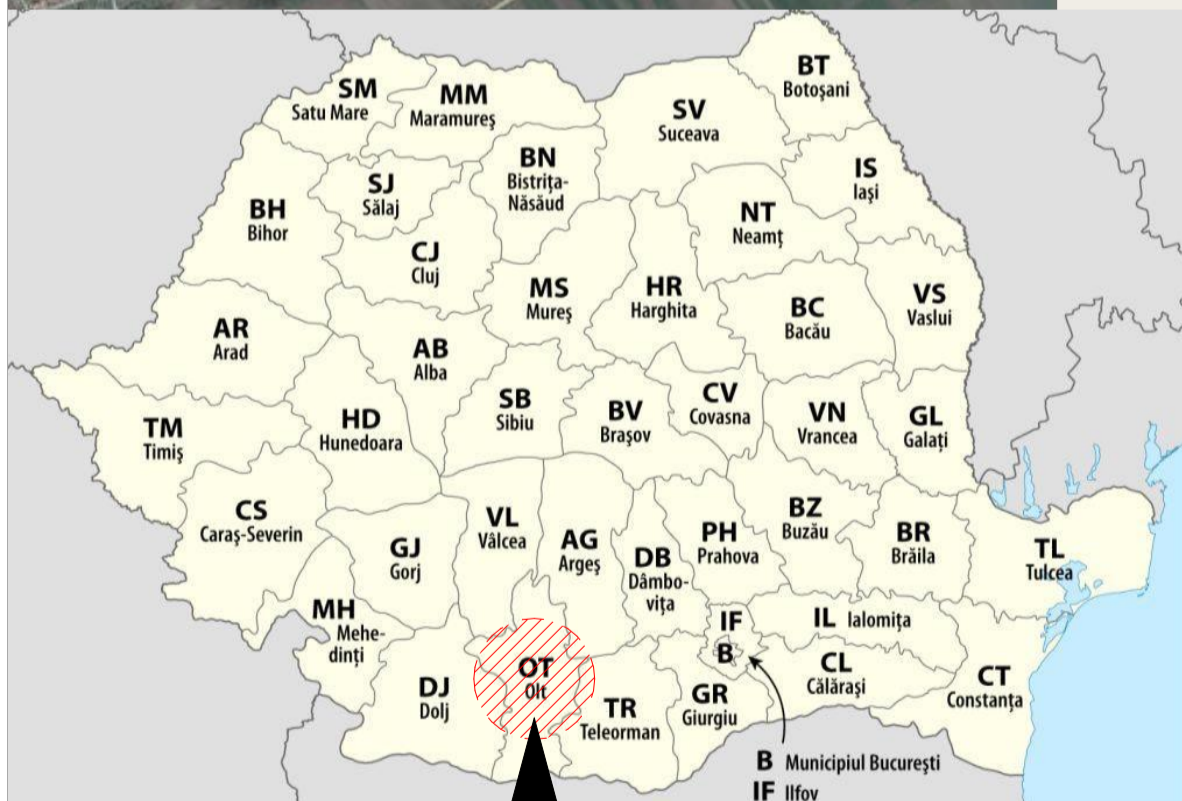 BT
Botoşani
SM
Satu Mare
MM
Maramureş
SV
Suceava
BN
Bistriţa-
Năsăud
IS
Iaşi
SJ
Sălaj
BH
Bihor
NT
Neamţ
CJ
Cluj
MS
Mureş
HR
Harghita
VS
Vaslui
BC
Bacău
AR
Arad
AB
Alba
SB
Sibiu
BV
Braşov
CV
Covasna
VN
Vrancea
GL
Galaţi
TM
Timiş
HD
Hunedoara
CS
Caraş-Severin
VL
Vâlcea
GJ
Gorj
AG
Argeş
DB
Dâmbo-
viţa
PH
Prahova
BZ
Buzău
BR
Brăila
TL
Tulcea
MH
Mehe-
dinţi
IF
IL Ialomiţa
B
OT
Olt
DJ
Dolj
TR
Teleorman
GR
Giurgiu
CL
Călăraşi
CT
Constanţa
B Municipiul Bucureşti
IF Ilfov